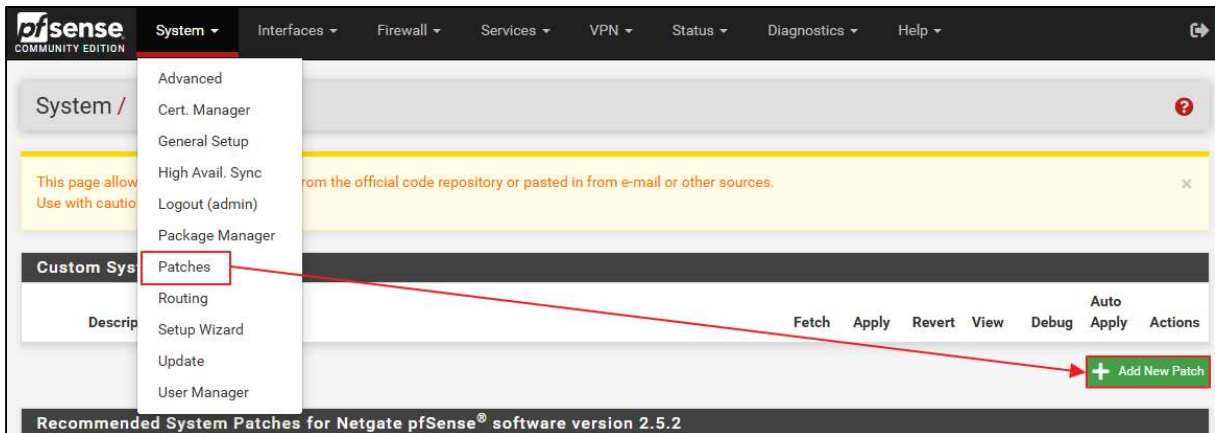 pfsense
COMMUNITY EDITION
System Interfaces Firewall Services VPN Status Diagnostics Help
Advanced
Cert. Manager
General Setup
High Avail. Sync
Logout (admin)
Package Manager
Patches
Routing
Setup Wizard
Update
User Manager
System /
This page allow rom the official code repository or pasted in from e-mail or other sources.
Use with cautio
Custom Sys
Descrip Fetch Apply Revert View Debug Auto Apply Actions
Add New Patch
Recommended System Patches for Netgate pfSense® software version 2.5.2